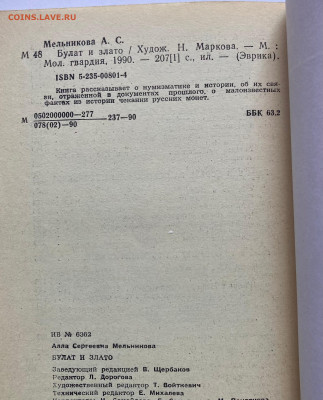 COINS.LAVE.RU
Мельникова А. С.
М 48 Булат и злато / Худож. Н. Маркова. — М. :
Мол. гвардия, 1990. — 207[1] с., ил — (Эврика).
ISBN 5-235-00801-4
Книга рассказывает о нумизматике и истории, об их свя-
зи, отражённой в документах прошлого, о малоизвестных
фактах из истории чеканки русских монет.
М 0502000000—277 237—90 ББК 63.2
078(02)—90
ИБ № 6362
Алла Сергеевна Мельникова
БУЛАТ И ЗЛАТО
Заведующий редакцией В. Щербаков
Редактор Л. Дорогова
Художественный редактор Т. Войткевич
Технический редактор Е. Михалева